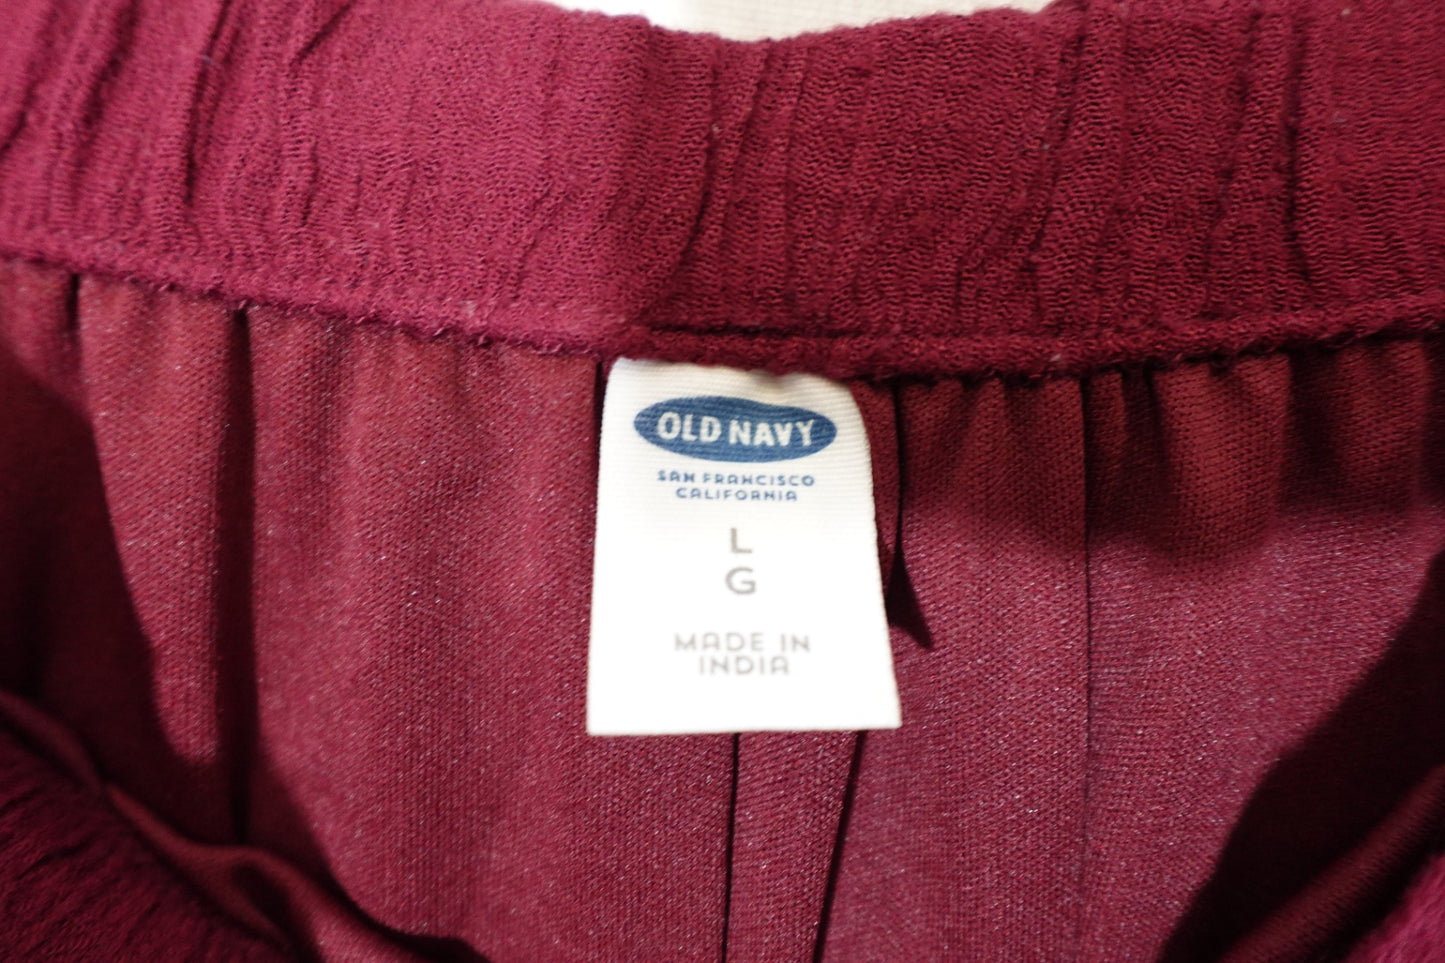 OLD NAVY
SAN FRANCISCO
CALIFORNIA
L
G
MADE IN
INDIA